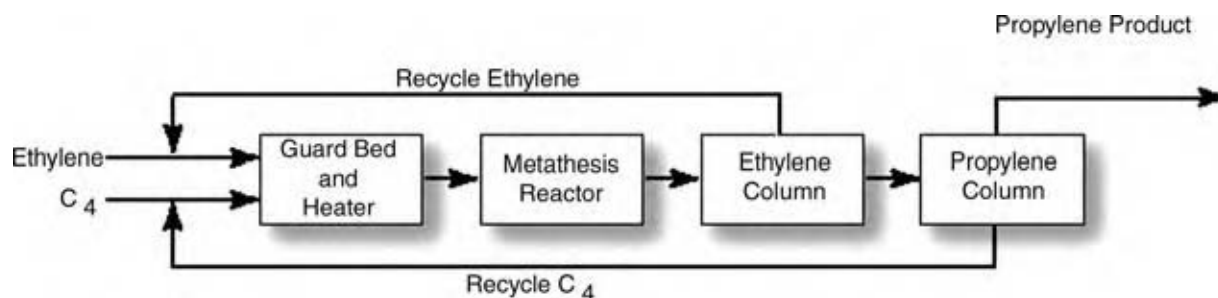 Propylene Product
Recycle Ethylene
Ethylene
C 4
Guard Bed
and
Heater
Metathesis
Reactor
Ethylene
Column
Propylene
Column
Recycle C 4